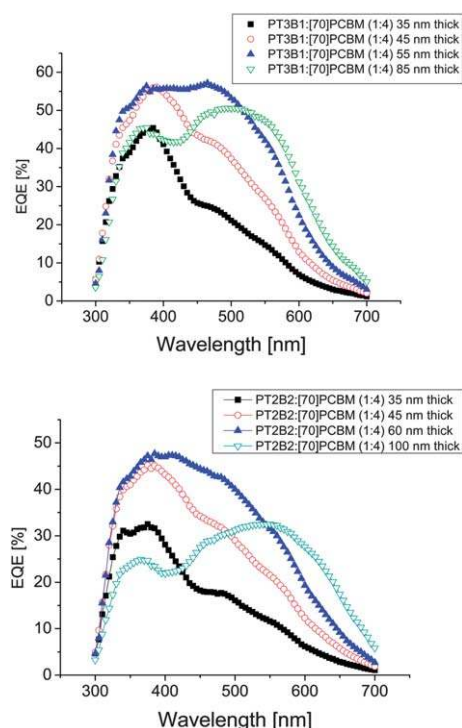 PT3B1:[70]PCBM (1:4) 35 nm thick
PT3B1:[70]PCBM (1:4) 45 nm thick
PT3B1:[70]PCBM (1:4) 55 nm thick
PT3B1:[70]PCBM (1:4) 85 nm thick
60
50
40
30
20
10
0
EQE [%]
300 400 500 600 700
Wavelength [nm]
PT2B2:[70]PCBM (1:4) 35 nm thick
PT2B2:[70]PCBM (1:4) 45 nm thick
PT2B2:[70]PCBM (1:4) 60 nm thick
PT2B2:[70]PCBM (1:4) 100 nm thick
50
40
30
20
10
0
EQE [%]
300 400 500 600 700
Wavelength [nm]